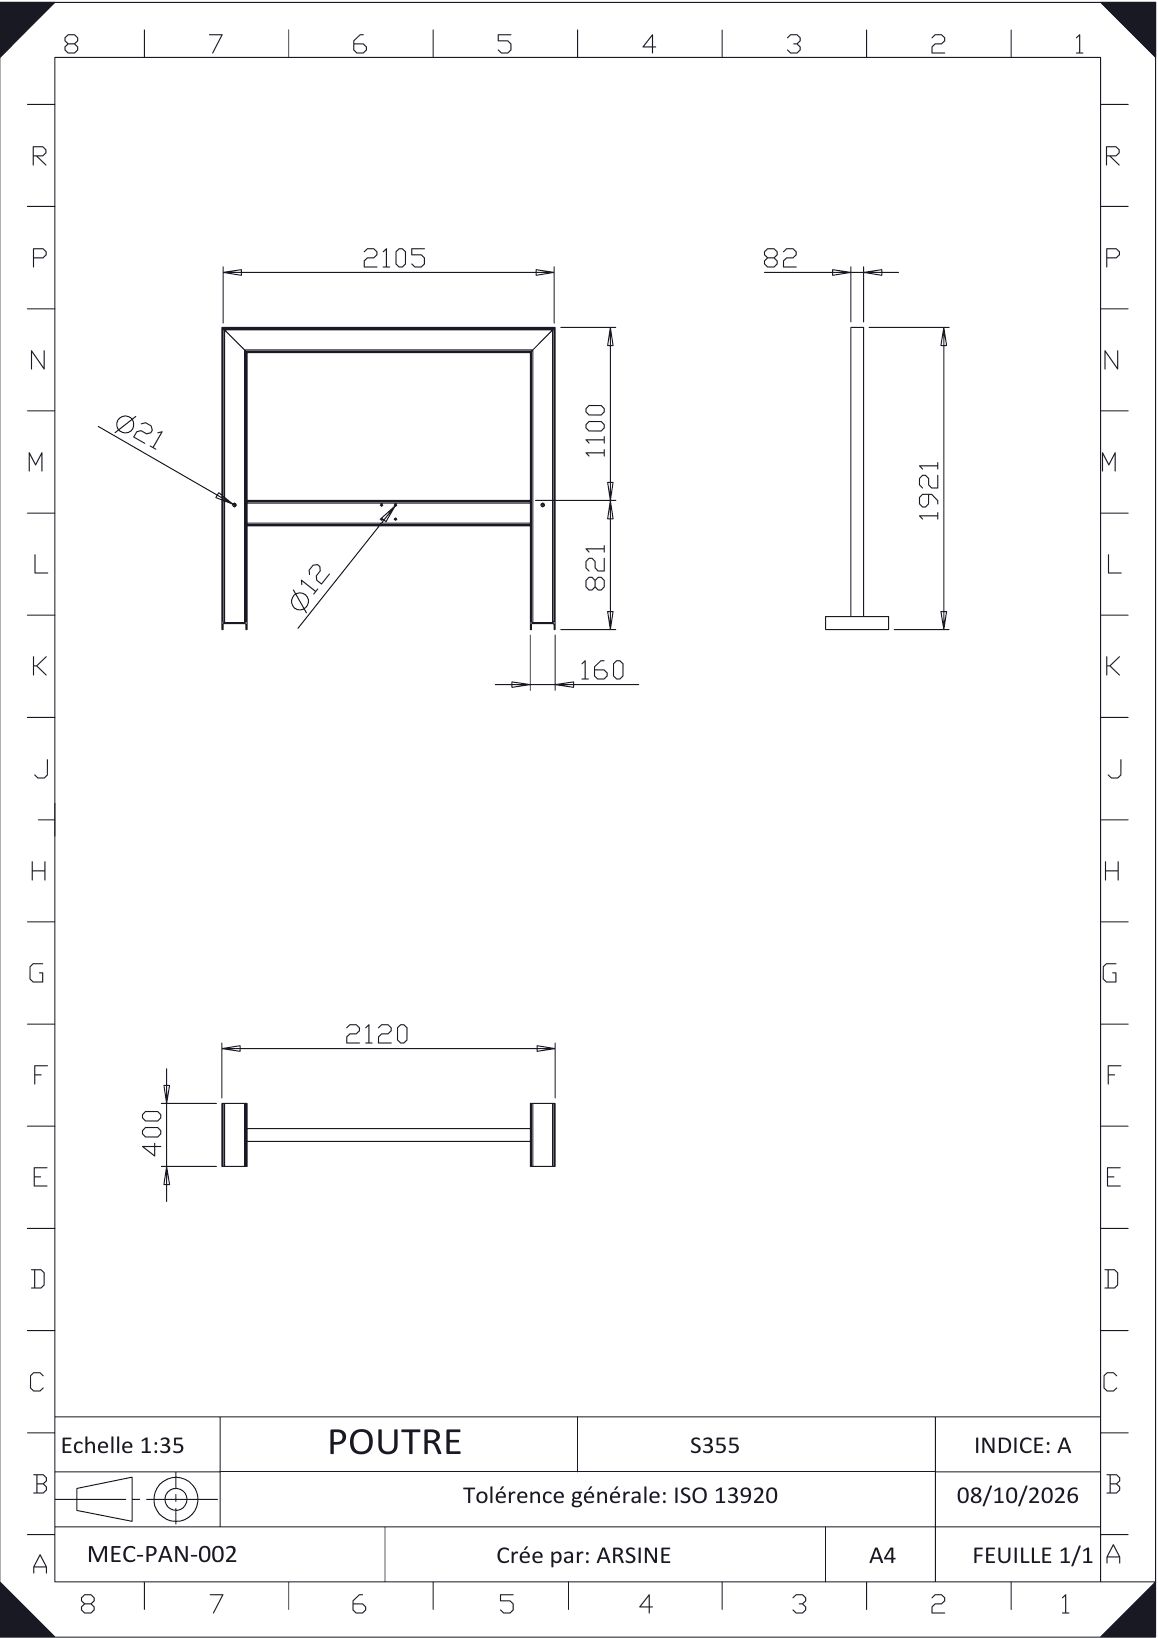 8 7 6 5 4 3 2 1
R R
P P
N N
M M
L L
K K
J J
H H
G G
F F
E E
D D
C C
B B
A A
2105
82
Ø21
1100
1921
Ø12
821
160
2120
400
Echelle 1:35 POUTRE S355 INDICE: A
Tolérence générale: ISO 13920 08/10/2026
MEC-PAN-002 Crée par: ARSINE A4 FEUILLE 1/1
8 7 6 5 4 3 2 1